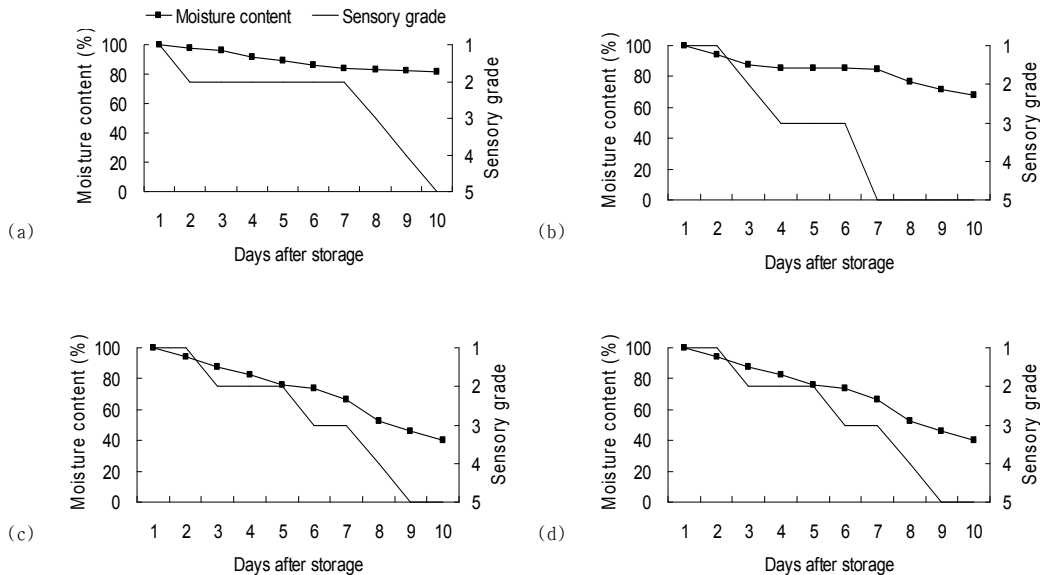 Moisture content Sensory grade
Moisture content (%)
100
80
60
40
20
0
1
2
3
4
5
Sensory grade
1 2 3 4 5 6 7 8 9 10
Days after storage
(a)
Moisture content (%)
100
80
60
40
20
0
1
2
3
4
5
Sensory grade
1 2 3 4 5 6 7 8 9 10
Days after storage
(b)
Moisture content (%)
100
80
60
40
20
0
1
2
3
4
5
Sensory grade
1 2 3 4 5 6 7 8 9 10
Days after storage
(c)
Moisture content (%)
100
80
60
40
20
0
1
2
3
4
5
Sensory grade
1 2 3 4 5 6 7 8 9 10
Days after storage
(d)